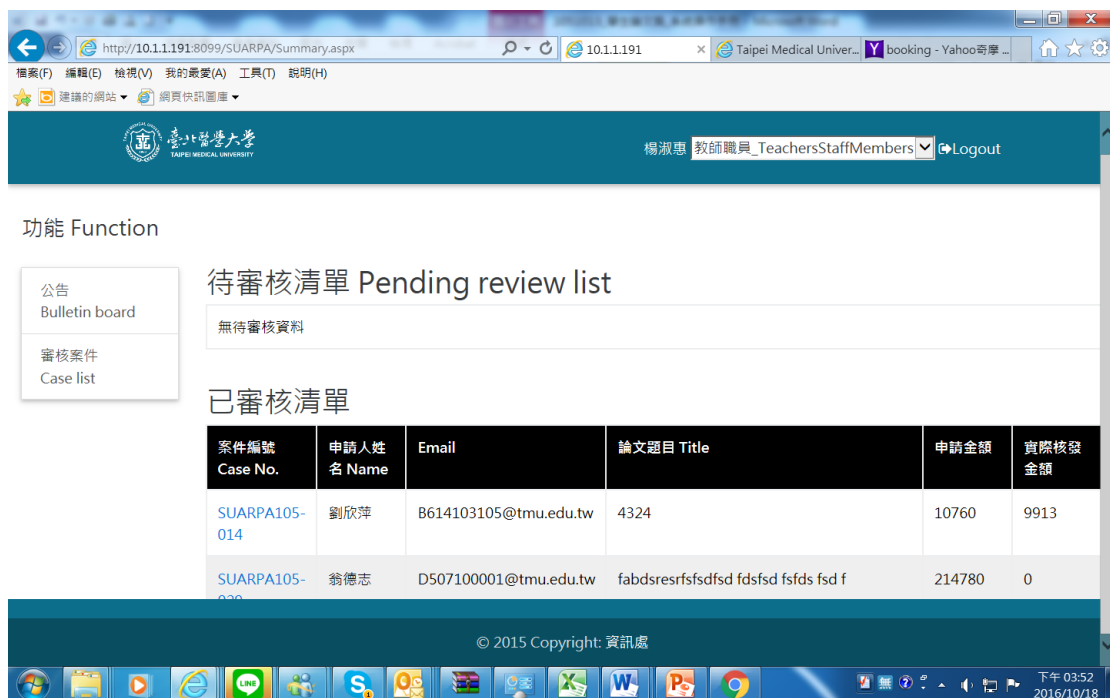 http://10.1.1.191:8099/SUARPA/Summary.aspx
10.1.1.191
Taipei Medical Univer...
booking - Yahoo奇摩 ...
檔案(F) 編輯(E) 檢視(V) 我的最愛(A) 工具(T) 說明(H)
建議的網站 網頁快訊圖庫
臺北醫學大學
TAIPEI MEDICAL UNIVERSITY
楊淑惠 教師職員_TeachersStaffMembers Logout
功能 Function
公告
Bulletin board
審核案件
Case list
待審核清單 Pending review list
無待審核資料
已審核清單
案件編號 申請人姓 Email 論文題目 Title 申請金額 實際核發
Case No. 名 Name 金額
SUARPA105- 劉欣萍 B614103105@tmu.edu.tw 4324 10760 9913
014
SUARPA105- 翁德志 D507100001@tmu.edu.tw fabdsresrfsfsdfsd fdsfsd fsfds fsd f 214780 0
© 2015 Copyright: 資訊處
LINE
無
下午 03:52
2016/10/18